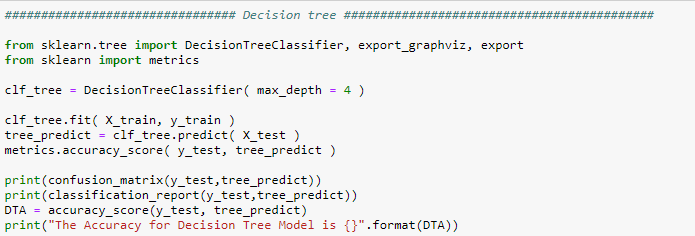 ################################ Decision tree ###########################################
from sklearn.tree import DecisionTreeClassifier, export_graphviz, export
from sklearn import metrics
clf_tree = DecisionTreeClassifier( max_depth = 4 )
clf_tree.fit( X_train, y_train )
tree_predict = clf_tree.predict( X_test )
metrics.accuracy_score( y_test, tree_predict )
print(confusion_matrix(y_test,tree_predict))
print(classification_report(y_test,tree_predict))
DTA = accuracy_score(y_test, tree_predict)
print("The Accuracy for Decision Tree Model is {}".format(DTA))